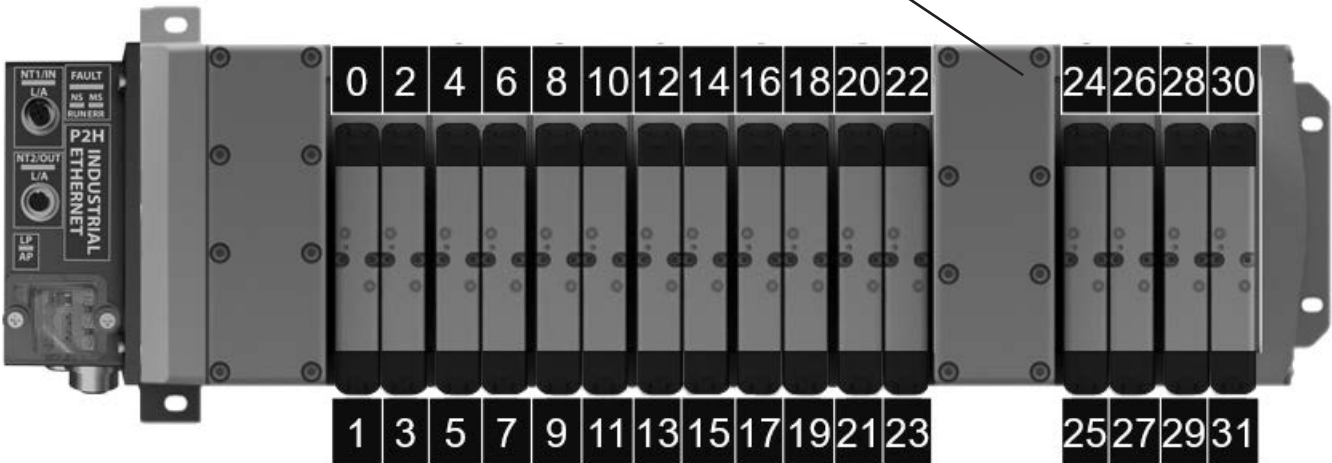 NT1/IN
L/A
FAULT
NS MS
RUN ERR
P2H
INDUSTRIAL
ETHERNET
NT2/OUT
L/A
LP
AP
0 2 4 6 8 10 12 14 16 18 20 22 24 26 28 30
1 3 5 7 9 11 13 15 17 19 21 23 25 27 29 31